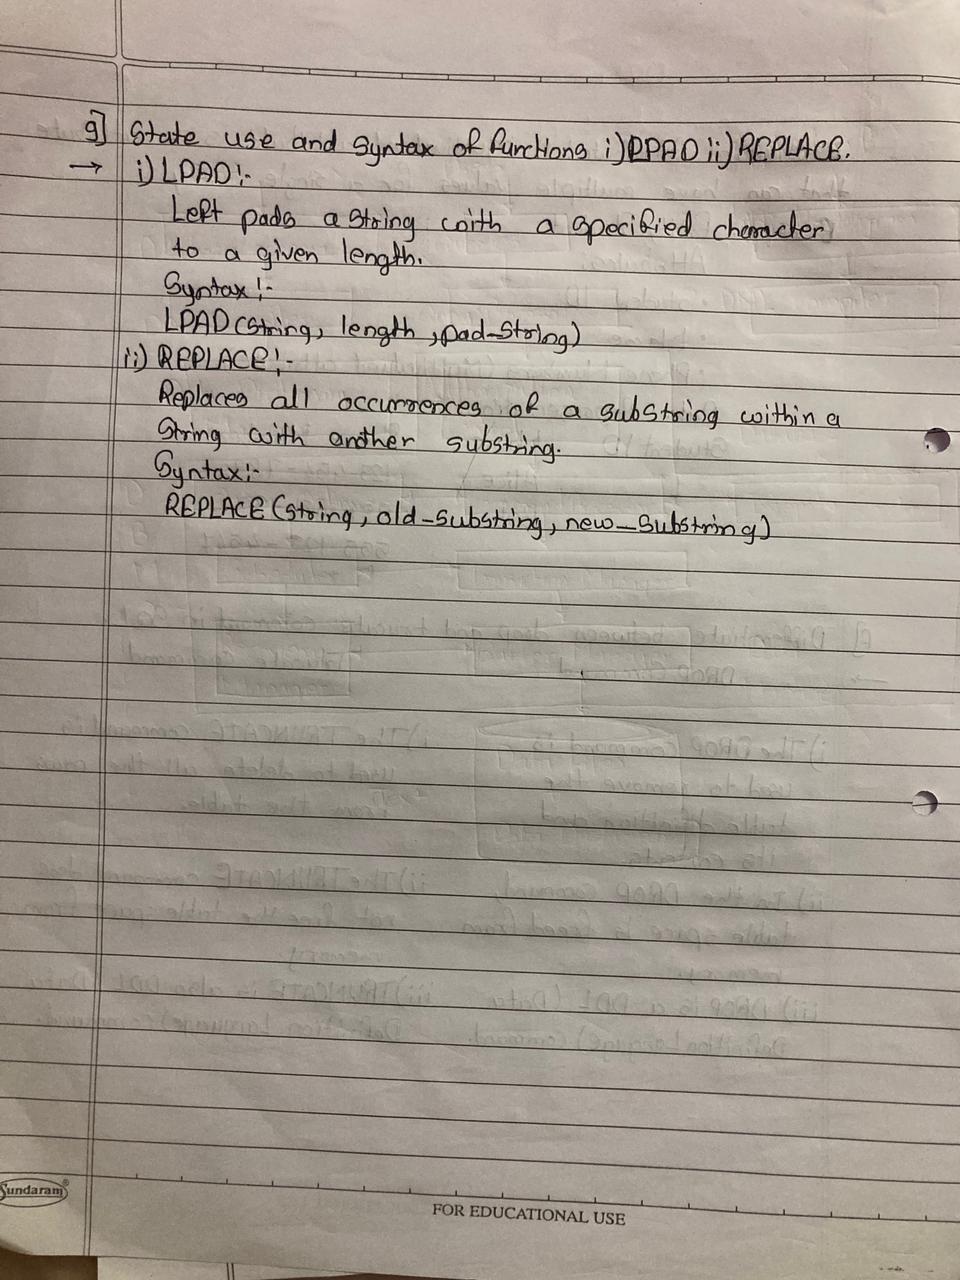 g] State use and Syntax of functions i) DPAD ii) REPLACE.
→ i) LPAD :-
Left pads a string with a specified character
to a given length.
Syntax :-
LPAD (string, length , pad-string)
ii) REPLACE :-
Replaces all occurrences of a substring within a
string with another substring.
Syntax :-
REPLACE (string, old-substring, new-substring)
Sundaram®
FOR EDUCATIONAL USE